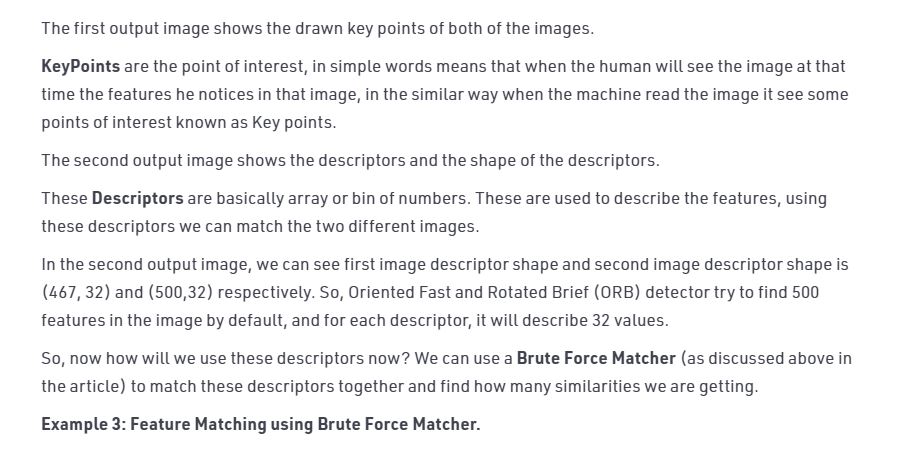 The first output image shows the drawn key points of both of the images.
KeyPoints are the point of interest, in simple words means that when the human will see the image at that
time the features he notices in that image, in the similar way when the machine read the image it see some
points of interest known as Key points.
The second output image shows the descriptors and the shape of the descriptors.
These Descriptors are basically array or bin of numbers. These are used to describe the features, using
these descriptors we can match the two different images.
In the second output image, we can see first image descriptor shape and second image descriptor shape is
(467, 32) and (500,32) respectively. So, Oriented Fast and Rotated Brief (ORB) detector try to find 500
features in the image by default, and for each descriptor, it will describe 32 values.
So, now how will we use these descriptors now? We can use a Brute Force Matcher (as discussed above in
the article) to match these descriptors together and find how many similarities we are getting.
Example 3: Feature Matching using Brute Force Matcher.